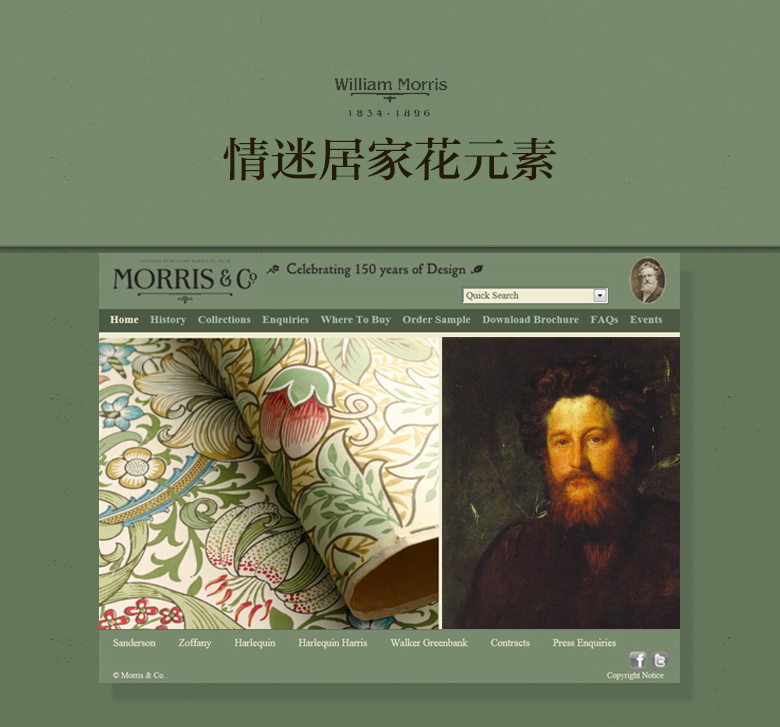 William Morris
1834-1896
情迷居家花元素
MORRIS & Co
Celebrating 150 years of Design
Quick Search
Home History Collections Enquiries Where To Buy Order Sample Download Brochure FAQs Events
Sanderson Zoffany Harlequin Harlequin Harris Walker Greenbank Contracts Press Enquiries
© Morris & Co. Copyright Notice